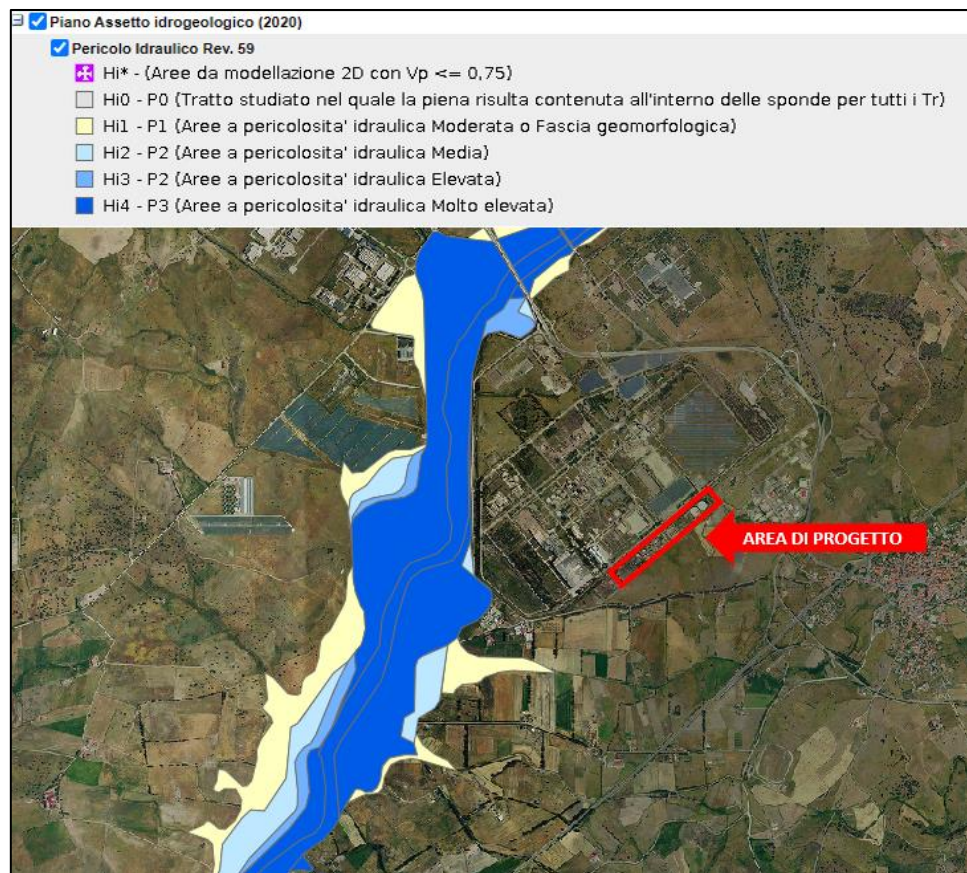 Piano Assetto idrogeologico (2020)
Pericolo Idraulico Rev. 59
Hi* - (Aree da modellazione 2D con Vp <= 0,75)
Hi0 - P0 (Tratto studiato nel quale la piena risulta contenuta all'interno delle sponde per tutti i Tr)
Hi1 - P1 (Aree a pericolosita' idraulica Moderata o Fascia geomorfologica)
Hi2 - P2 (Aree a pericolosita' idraulica Media)
Hi3 - P2 (Aree a pericolosita' idraulica Elevata)
Hi4 - P3 (Aree a pericolosita' idraulica Molto elevata)
AREA DI PROGETTO